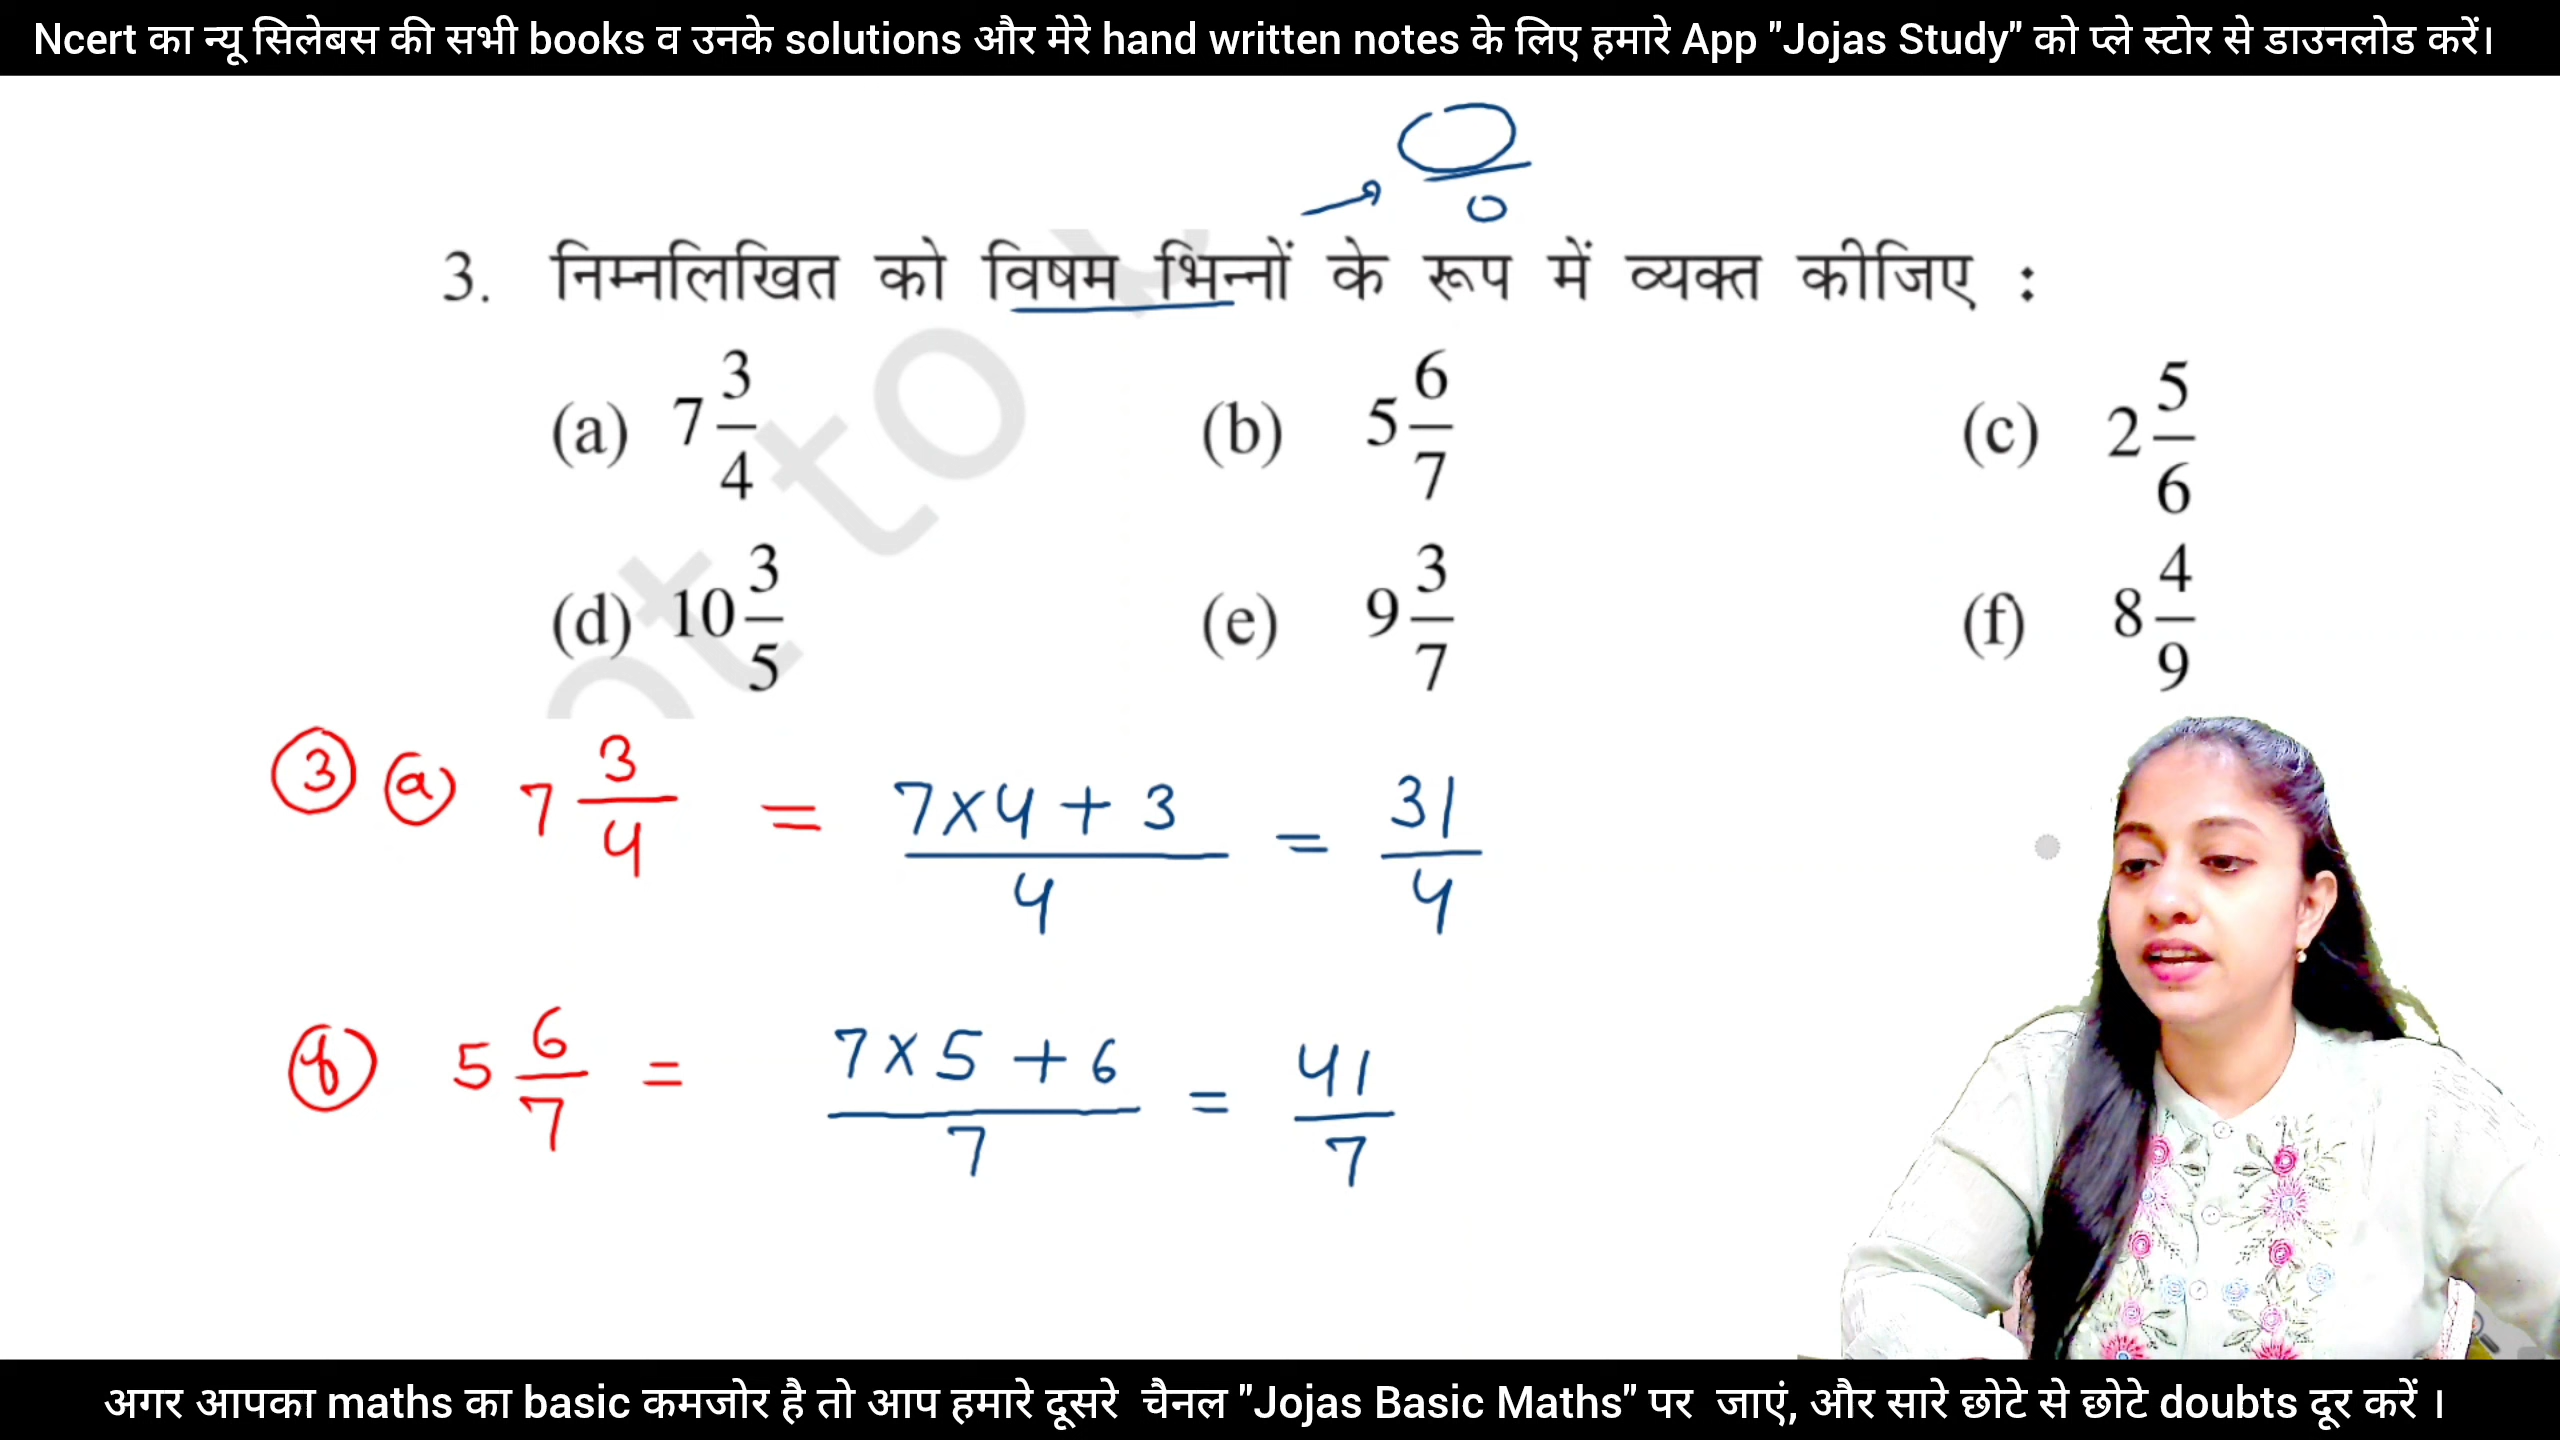 Ncert का न्यू सिलेबस की सभी books व उनके solutions और मेरे hand written notes के लिए हमारे App "Jojas Study" को प्ले स्टोर से डाउनलोड करें।
3. निम्नलिखित को विषम भिन्नों के रूप में व्यक्त कीजिए :
(a) 7 3/4 (b) 5 6/7 (c) 2 5/6
(d) 10 3/5 (e) 9 3/7 (f) 8 4/9
3 a 7 3/4 = 7×4+3/4 = 31/4
b 5 6/7 = 7×5+6/7 = 41/7
अगर आपका maths का basic कमजोर है तो आप हमारे दूसरे चैनल "Jojas Basic Maths" पर जाएं, और सारे छोटे से छोटे doubts दूर करें ।